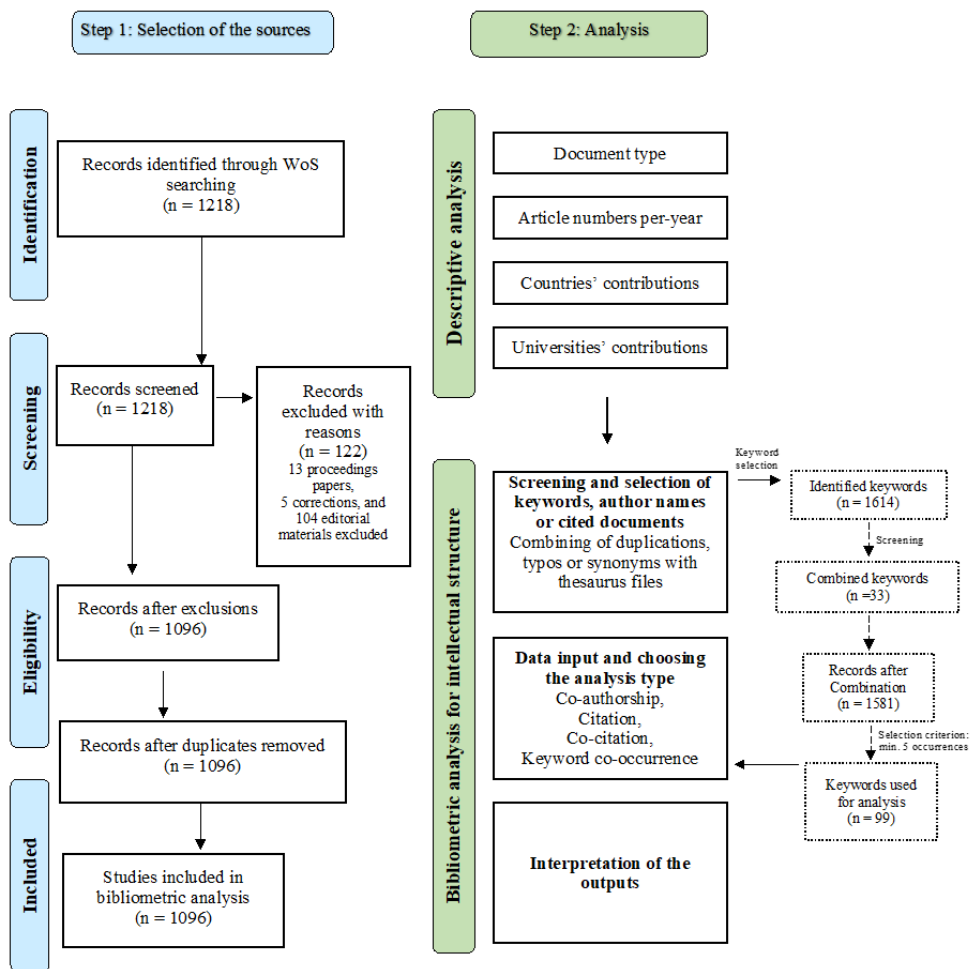 Step 1: Selection of the sources
Step 2: Analysis
Identification
Records identified through WoS
searching
(n = 1218)
Screening
Records screened
(n = 1218)
Records
excluded with
reasons
(n = 122)
13 proceedings
papers,
5 corrections, and
104 editorial
materials excluded
Eligibility
Records after exclusions
(n = 1096)
Records after duplicates removed
(n = 1096)
Included
Studies included in
bibliometric analysis
(n = 1096)
Descriptive analysis
Document type
Article numbers per-year
Countries’ contributions
Universities’ contributions
Bibliometric analysis for intellectual structure
Screening and selection of
keywords, author names
or cited documents
Combining of duplications,
typos or synonyms with
thesaurus files
Keyword
selection
Identified keywords
(n = 1614)
Screening
Combined keywords
(n =33)
Records after
Combination
(n = 1581)
Selection criterion:
min. 5 occurrences
Keywords used
for analysis
(n = 99)
Data input and choosing
the analysis type
Co-authorship,
Citation,
Co-citation,
Keyword co-occurrence
Interpretation of the
outputs